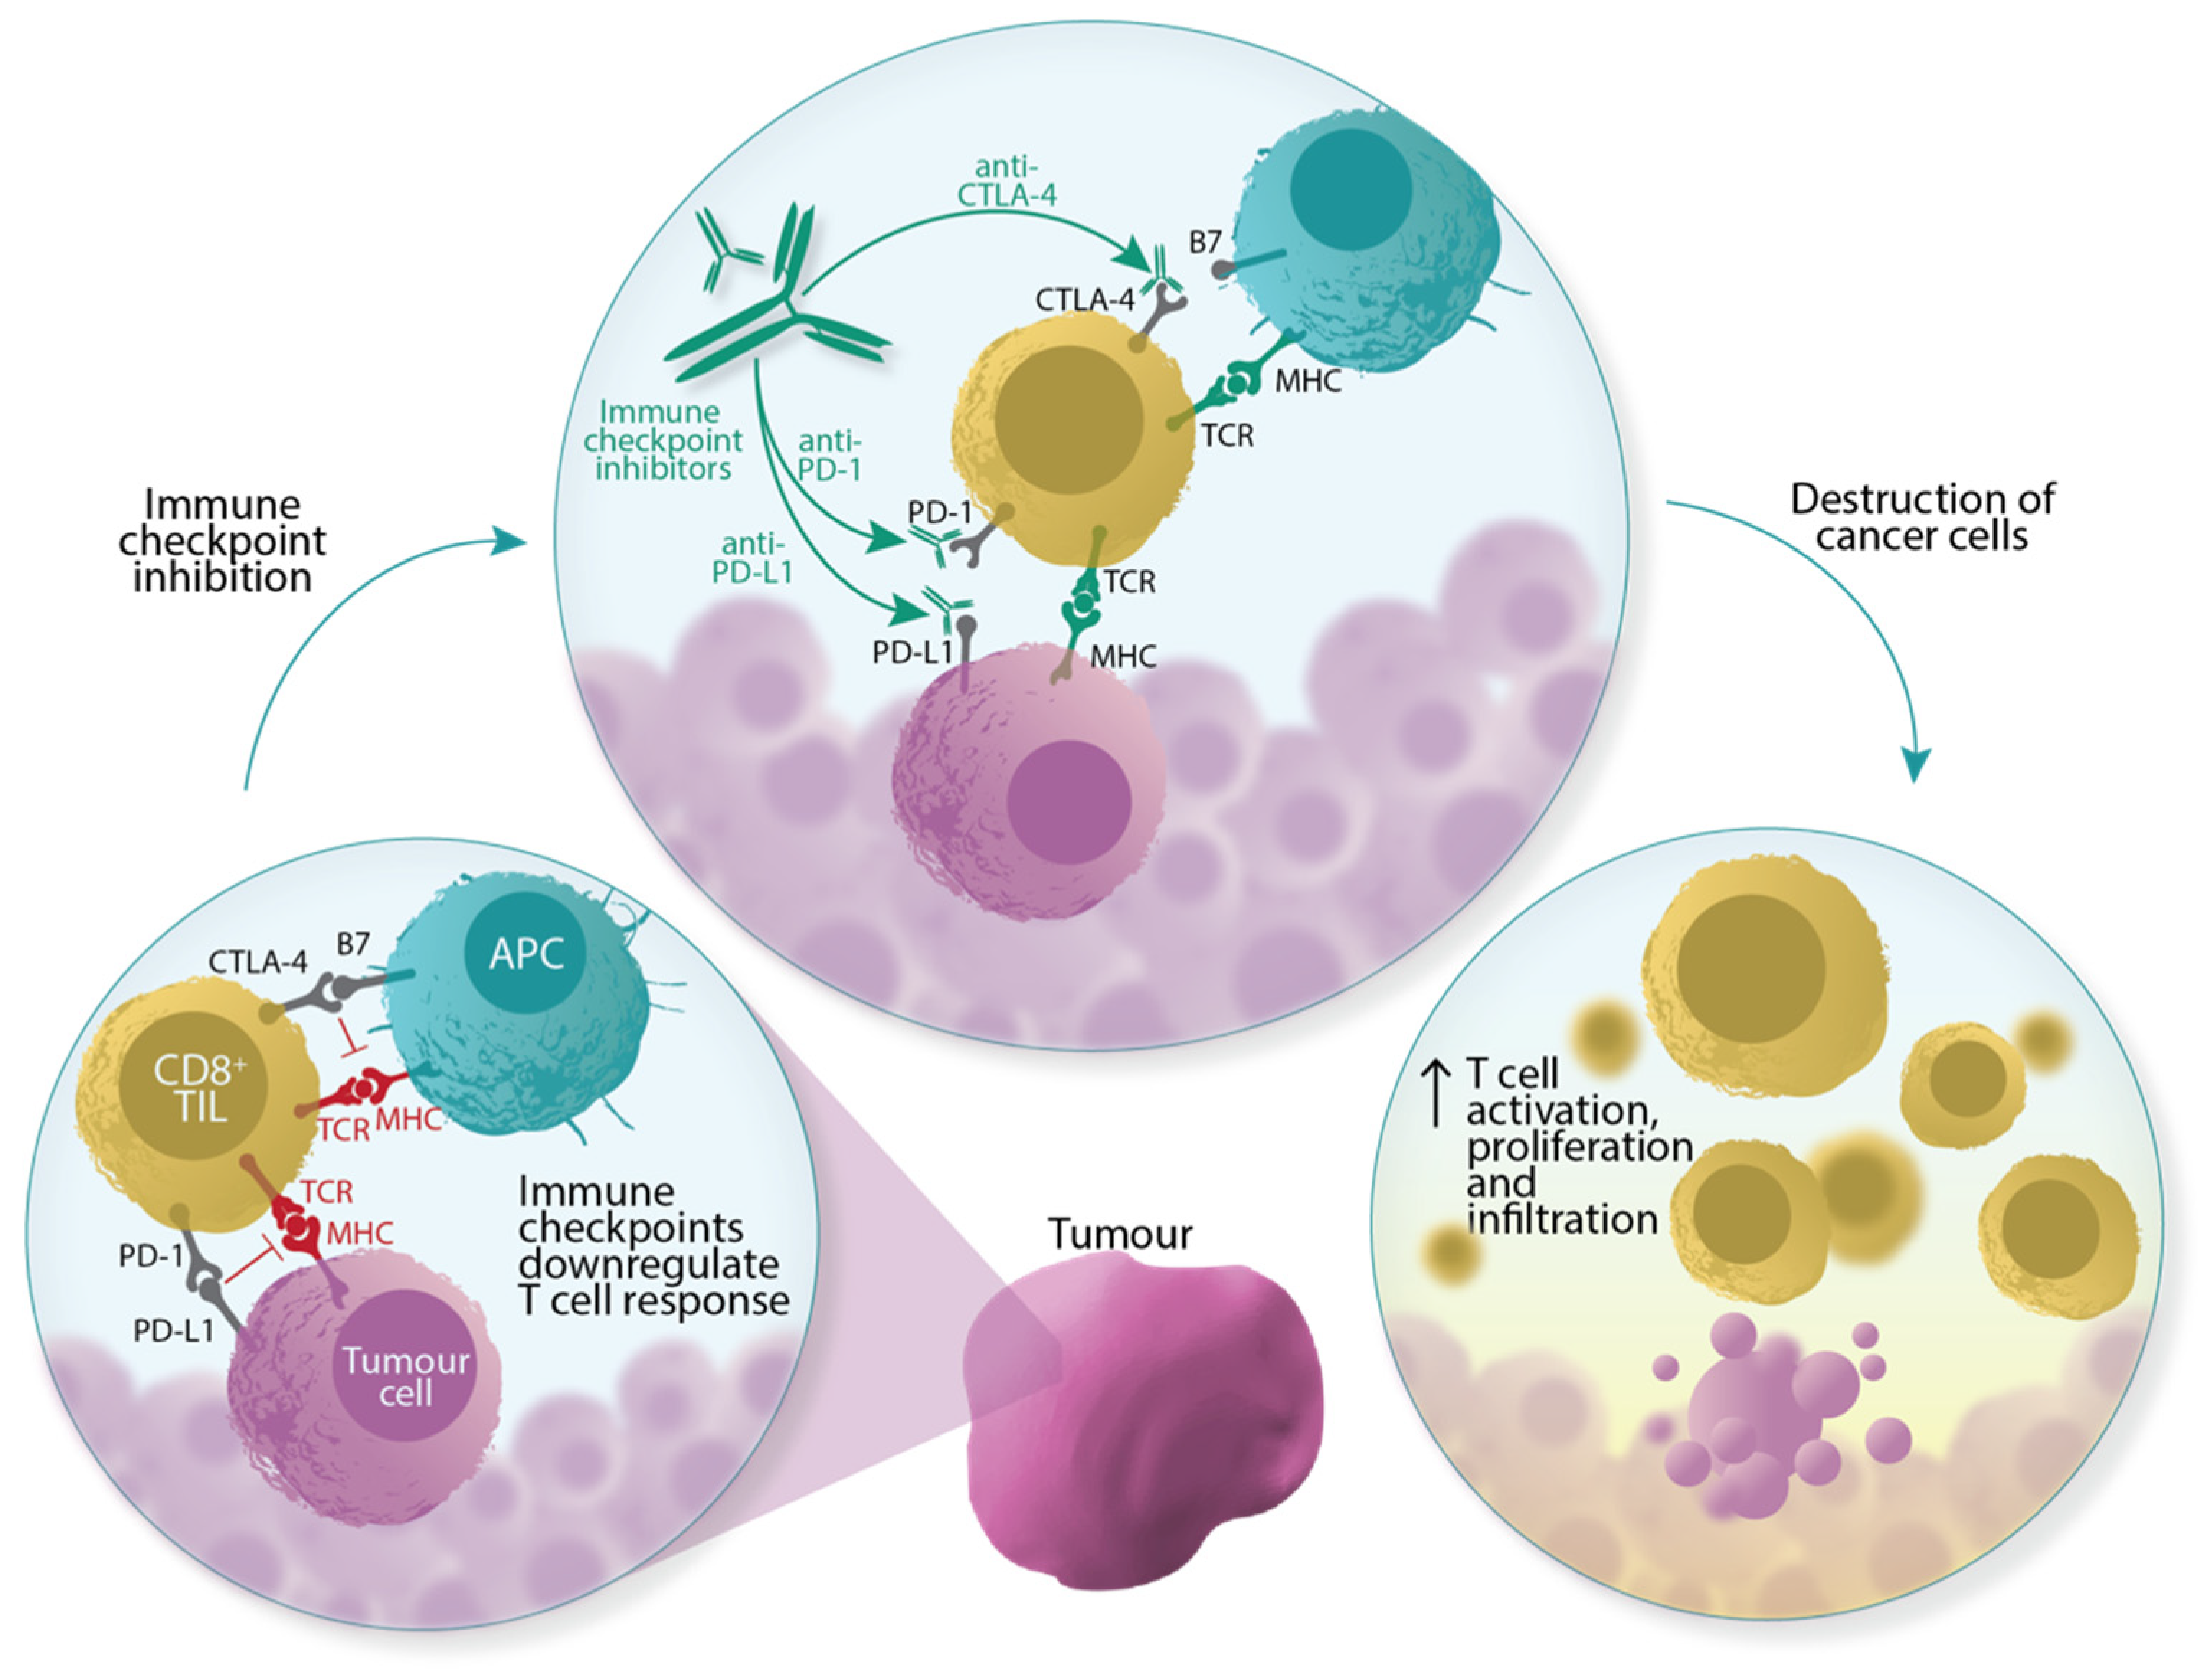 Immune
checkpoint
inhibition
anti-
CTLA-4
B7
CTLA-4
MHC
TCR
Immune
checkpoint
inhibitors
anti-
PD-1
PD-1
anti-
PD-L1
TCR
PD-L1
MHC
Destruction of
cancer cells
B7
CTLA-4
APC
CD8+
TIL
TCR
MHC
TCR
MHC
PD-1
PD-L1
Immune
checkpoints
downregulate
T cell response
Tumour
cell
Tumour
↑ T cell
activation,
proliferation
and
infiltration